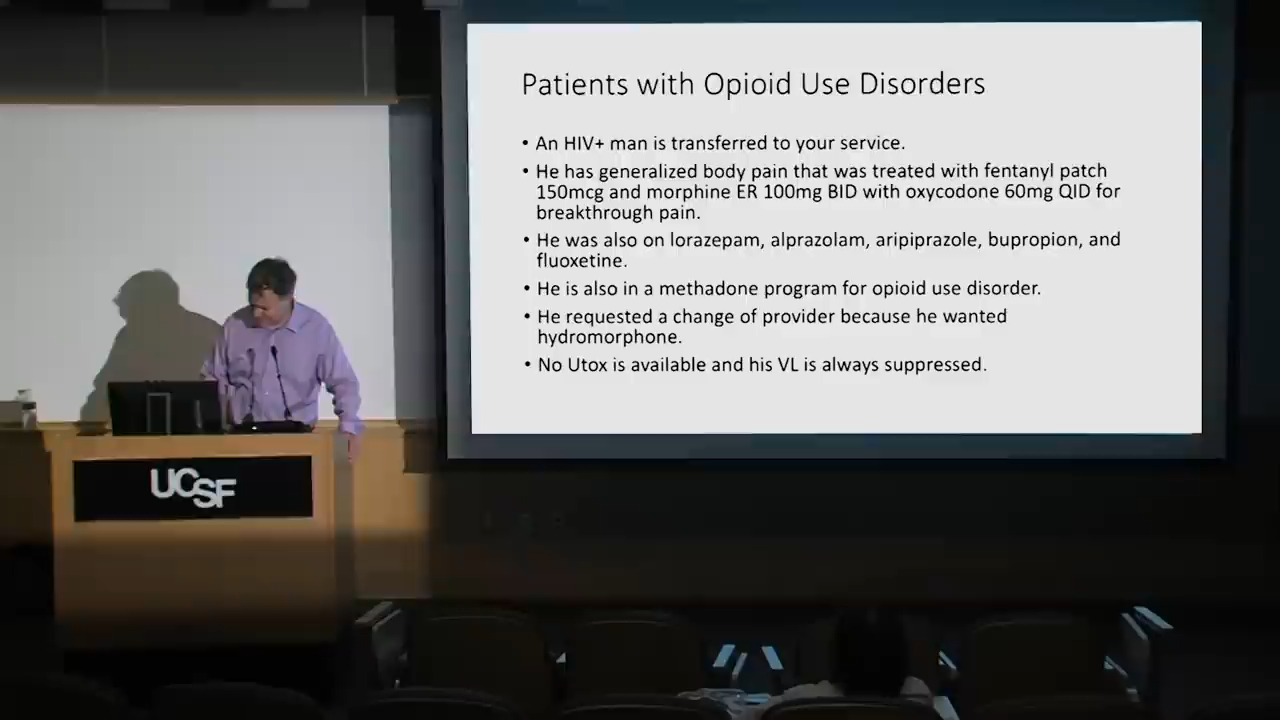 Patients with Opioid Use Disorders
• An HIV+ man is transferred to your service.
• He has generalized body pain that was treated with fentanyl patch
150mcg and morphine ER 100mg BID with oxycodone 60mg QID for
breakthrough pain.
• He was also on lorazepam, alprazolam, aripiprazole, bupropion, and
fluoxetine.
• He is also in a methadone program for opioid use disorder.
• He requested a change of provider because he wanted
hydromorphone.
• No Utox is available and his VL is always suppressed.
UCSF